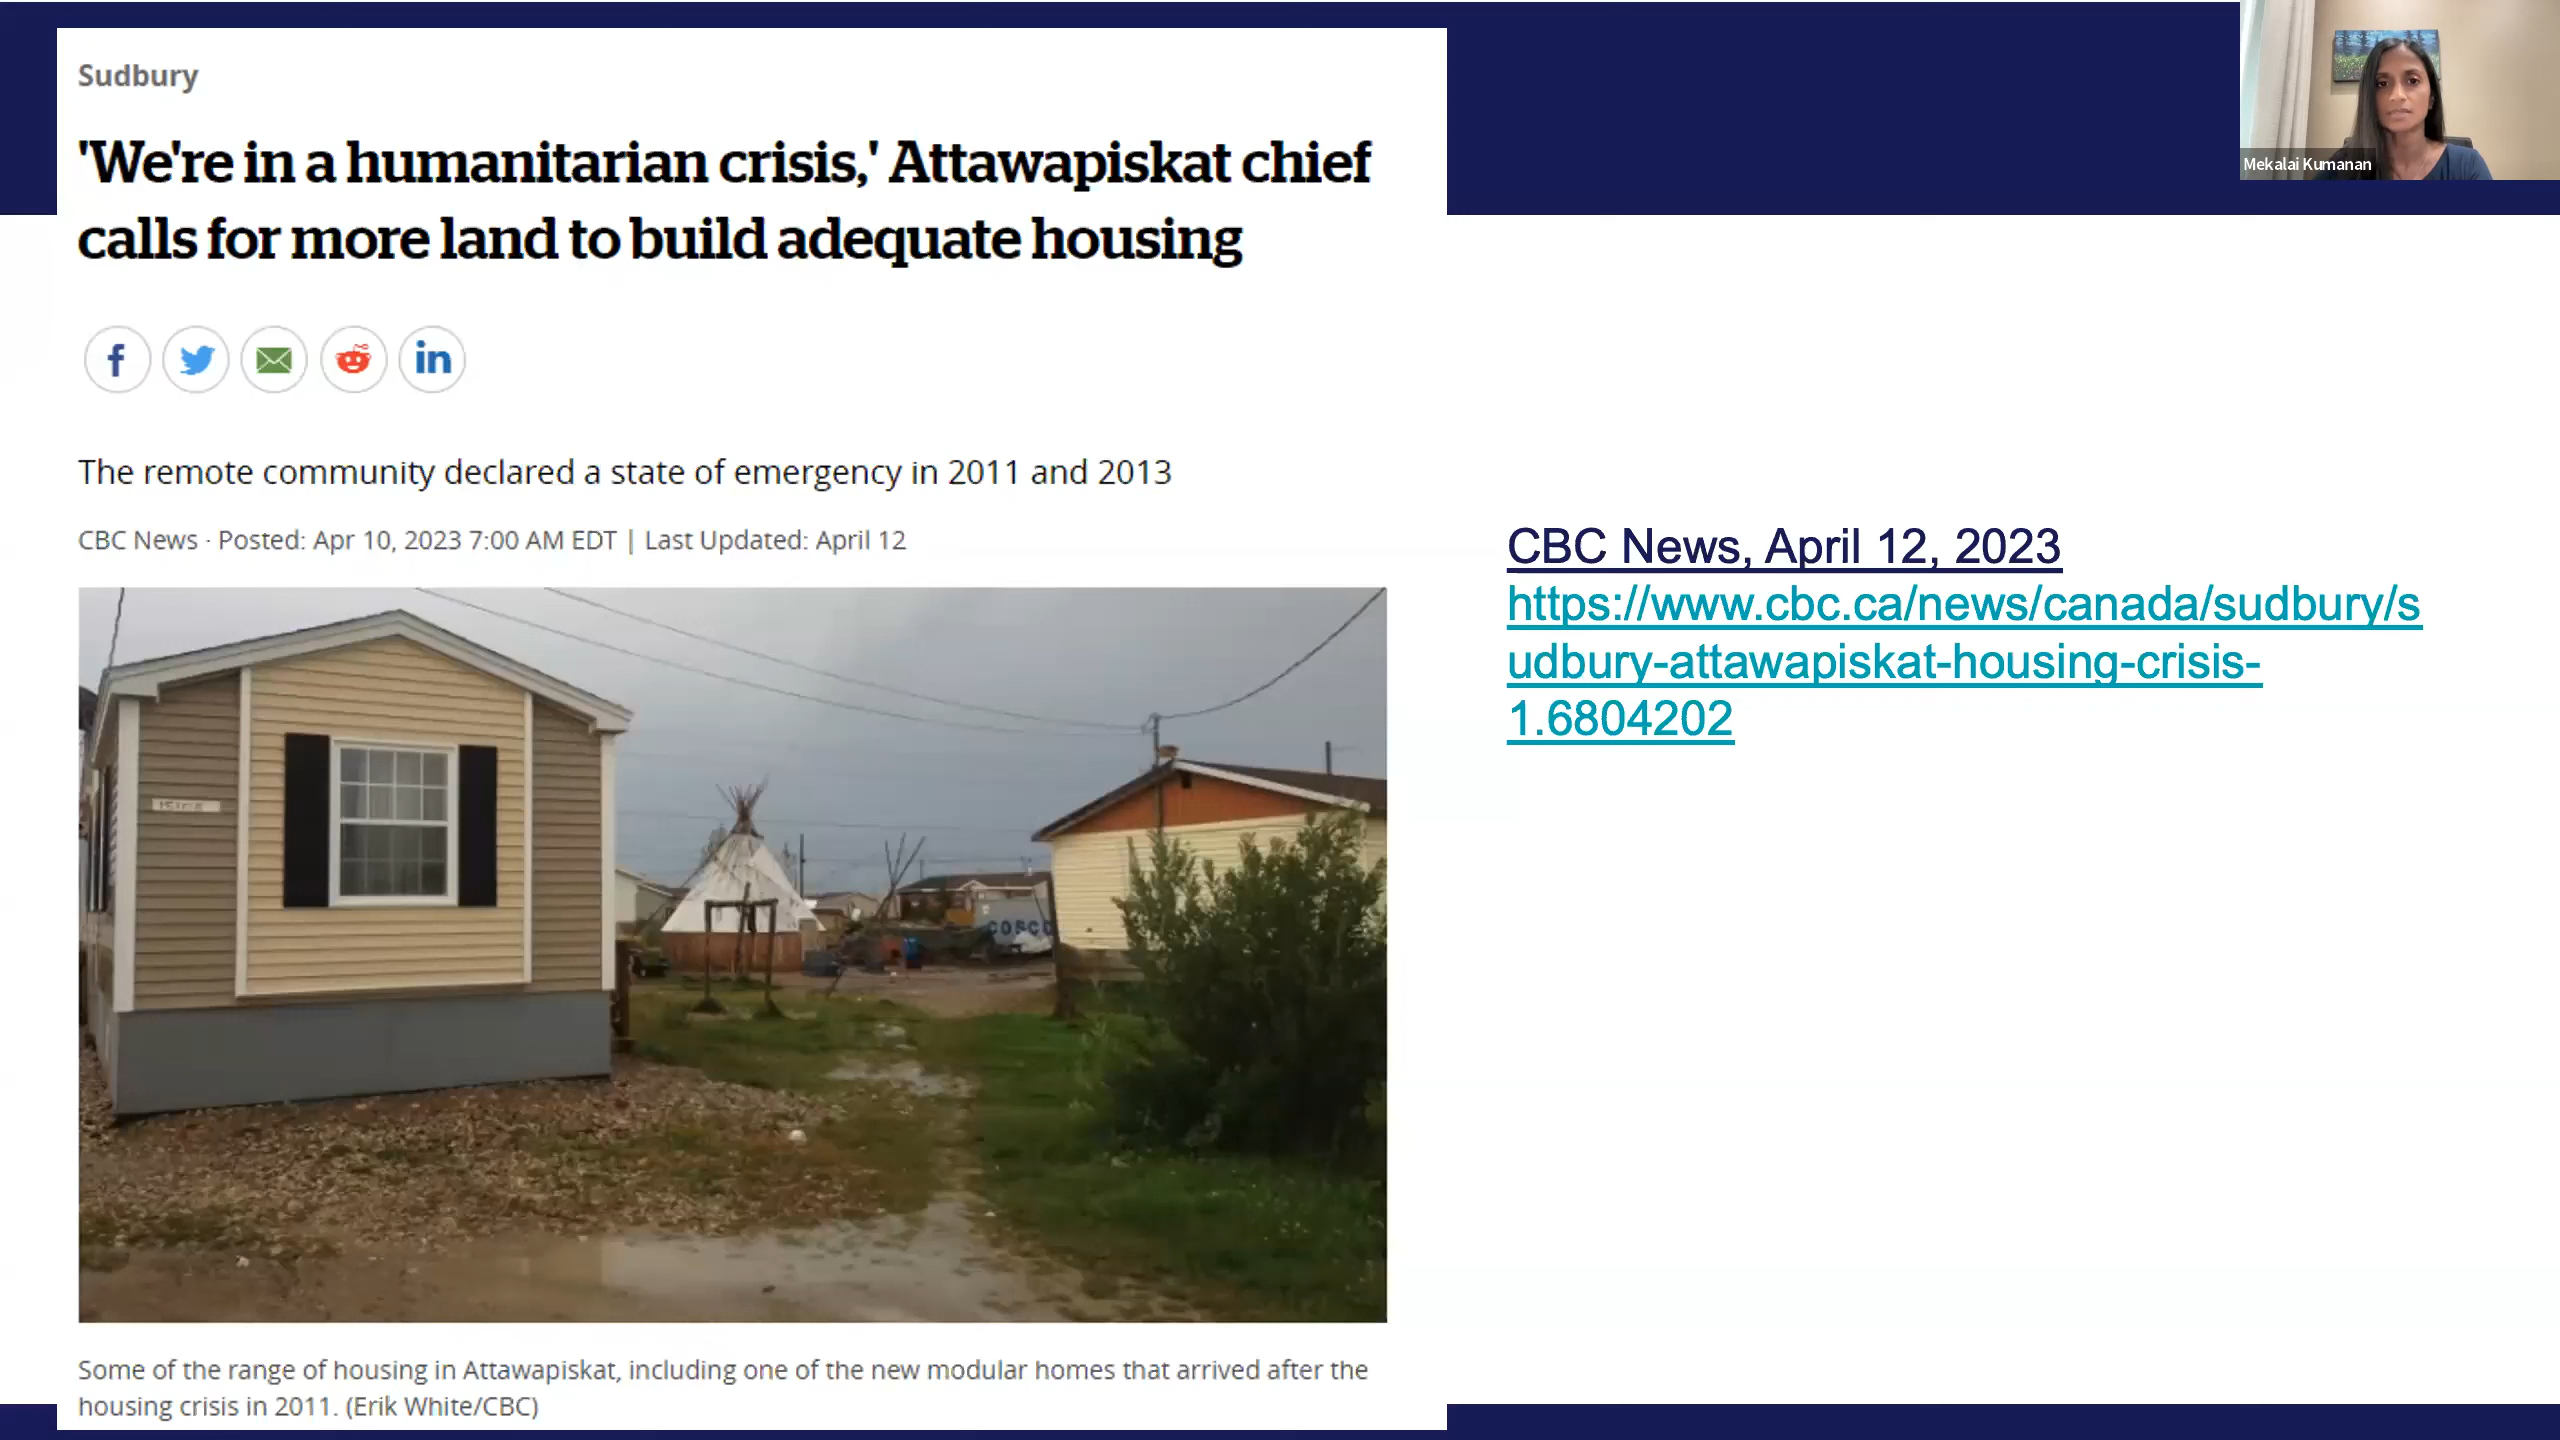 Sudbury
'We're in a humanitarian crisis,' Attawapiskat chief
calls for more land to build adequate housing
f
in
The remote community declared a state of emergency in 2011 and 2013
CBC News · Posted: Apr 10, 2023 7:00 AM EDT | Last Updated: April 12
COSCO
Some of the range of housing in Attawapiskat, including one of the new modular homes that arrived after the
housing crisis in 2011. (Erik White/CBC)
CBC News, April 12, 2023
https://www.cbc.ca/news/canada/sudbury/s
udbury-attawapiskat-housing-crisis-
1.6804202
Mekalai Kumanan